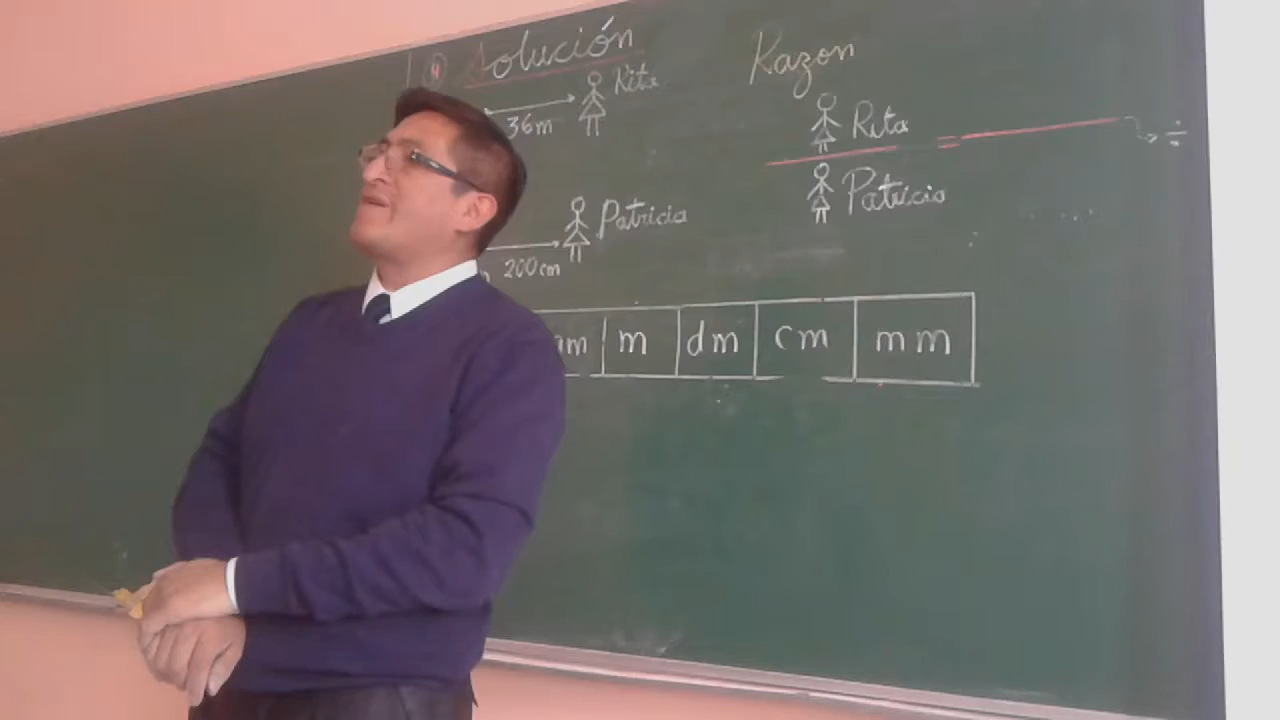 Solución
Rita
36m
Patricia
200cm
Razon
Rita
=
÷
Patricia
m
dm
cm
mm